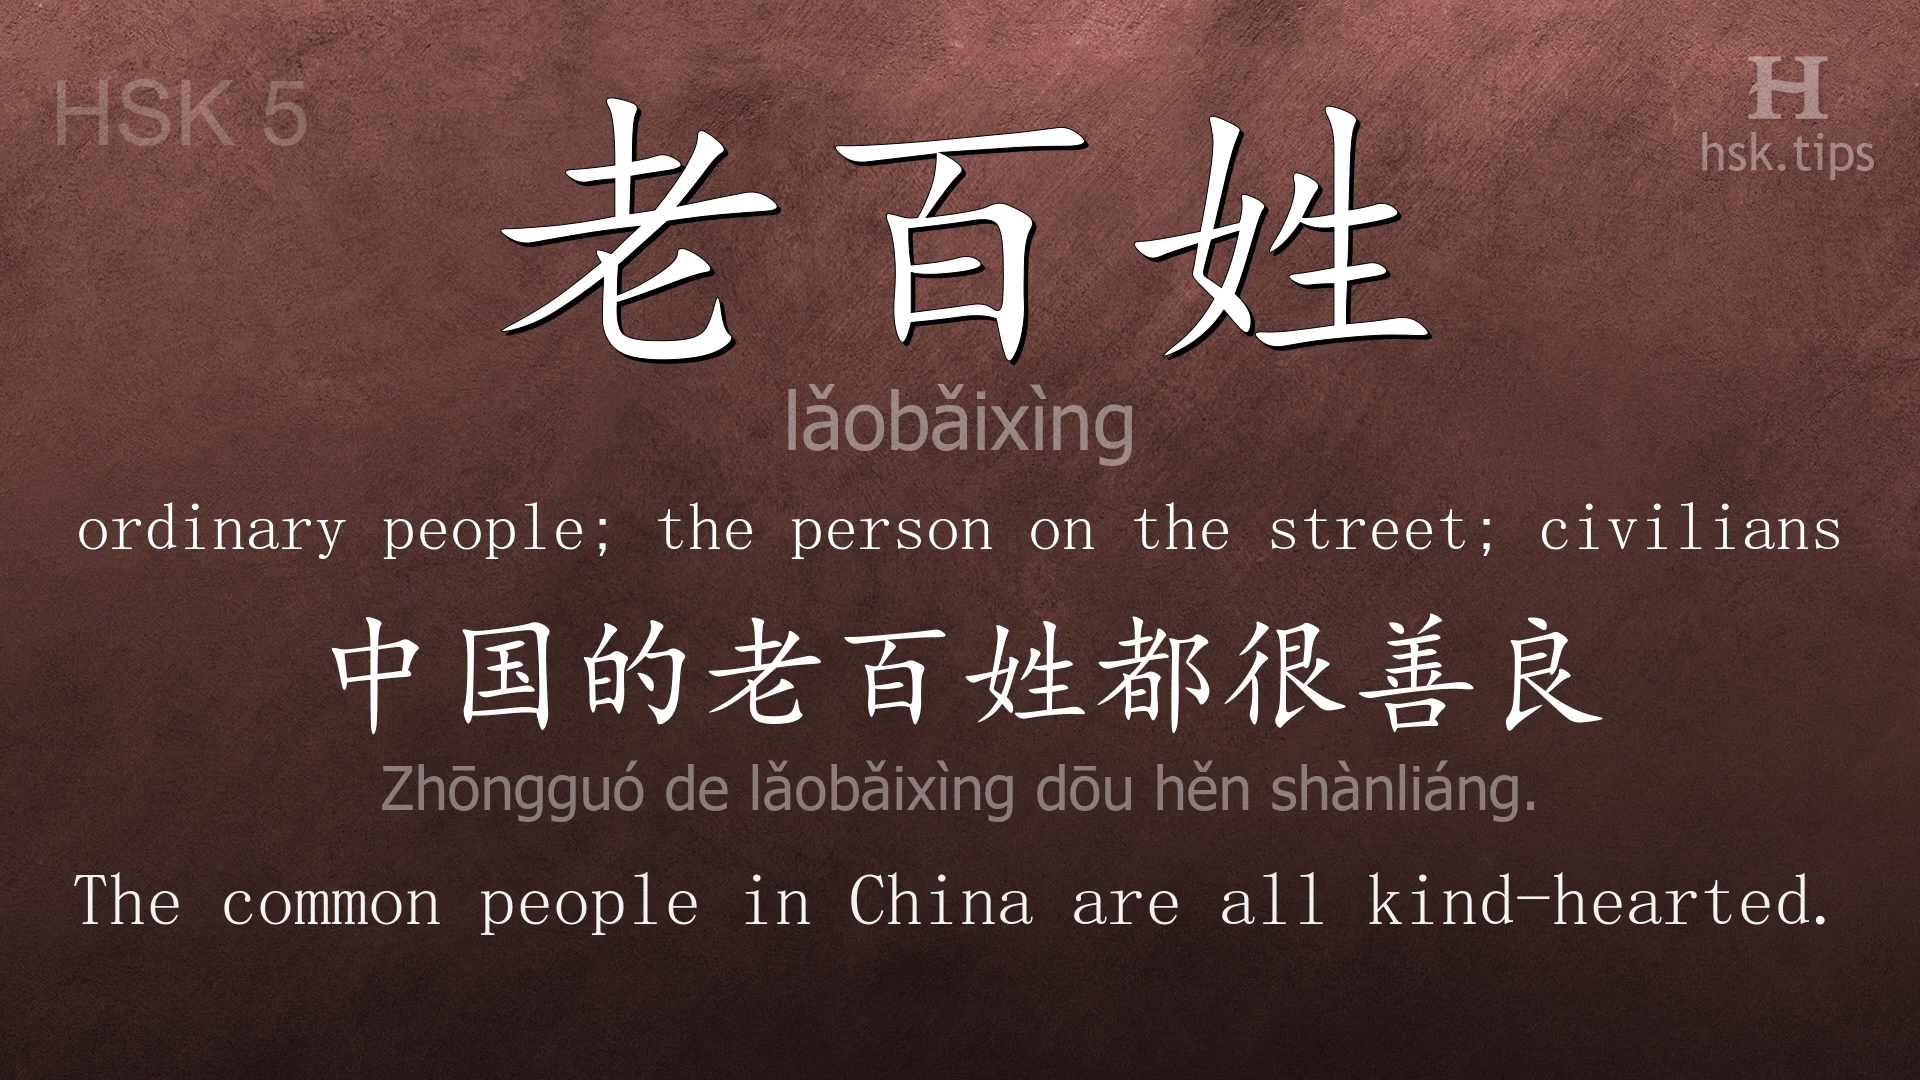 HSK 5
H
hsk.tips
老百姓
lǎobǎixìng
ordinary people; the person on the street; civilians
中国的老百姓都很善良
Zhōngguó de lǎobǎixìng dōu hěn shànliáng.
The common people in China are all kind-hearted.